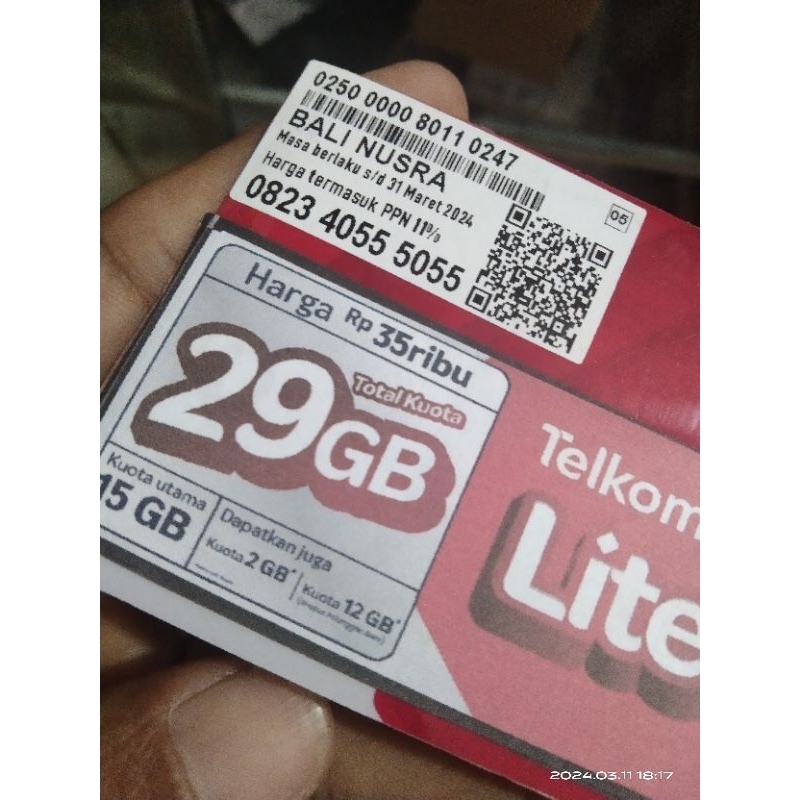 0250 0000 8011 0247
BALI NUSRA
Masa berlaku s/d 31 Maret 2024
Harga termasuk PPN 11%
0823 4055 5055
05
Harga Rp 35ribu
29GB
Total Kuota
Kuota utama
15 GB
Dapatkan juga
Kuota 2 GB*
Kuota 12 GB*
Telkom
Lite
2024.03.11 18:17